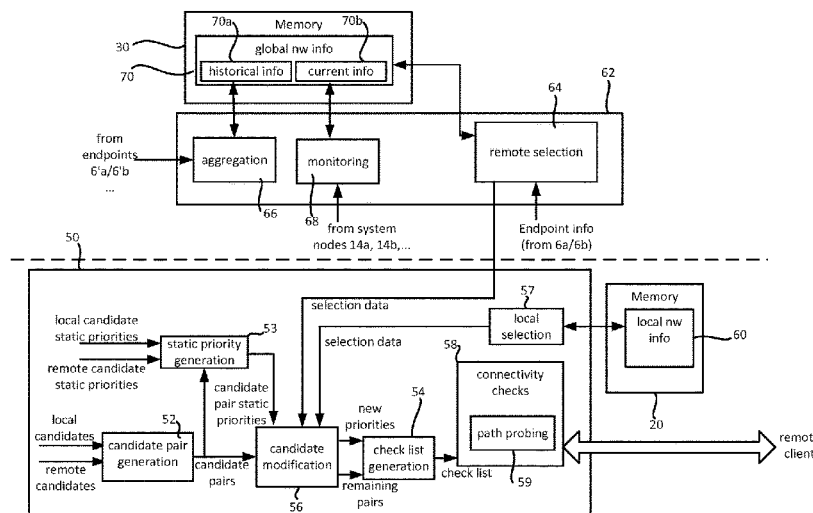 70a
70b
Memory
30
global nw info
70
historical info
current info
62
64
from
endpoints
6'a/6'b
...
aggregation
monitoring
remote selection
66
68
from system
nodes 14a, 14b,...
Endpoint info
(from 6a/6b)
50
selection data
57
local
selection
Memory
local nw
info
60
20
local candidate
static priorities
53
static priority
generation
remote candidate
static priorities
selection data
58
connectivity
checks
candidate
pair static
priorities
new
priorities
54
path probing
59
local
candidates
52
candidate pair
generation
remote
candidates
candidate
pairs
candidate
modification
56
check list
generation
remaining
pairs
check list
remote
client